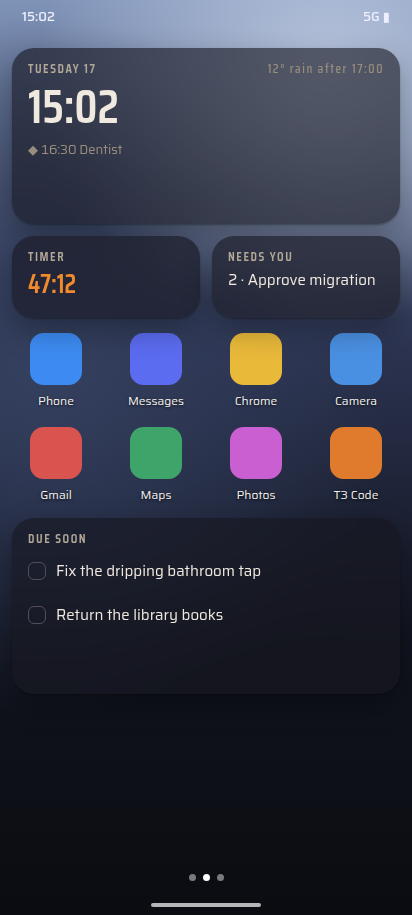 15:02
5G
TUESDAY 17
12° rain after 17:00
15:02
◆ 16:30 Dentist
TIMER
47:12
NEEDS YOU
2 · Approve migration
Phone
Messages
Chrome
Camera
Gmail
Maps
Photos
T3 Code
DUE SOON
Fix the dripping bathroom tap
Return the library books